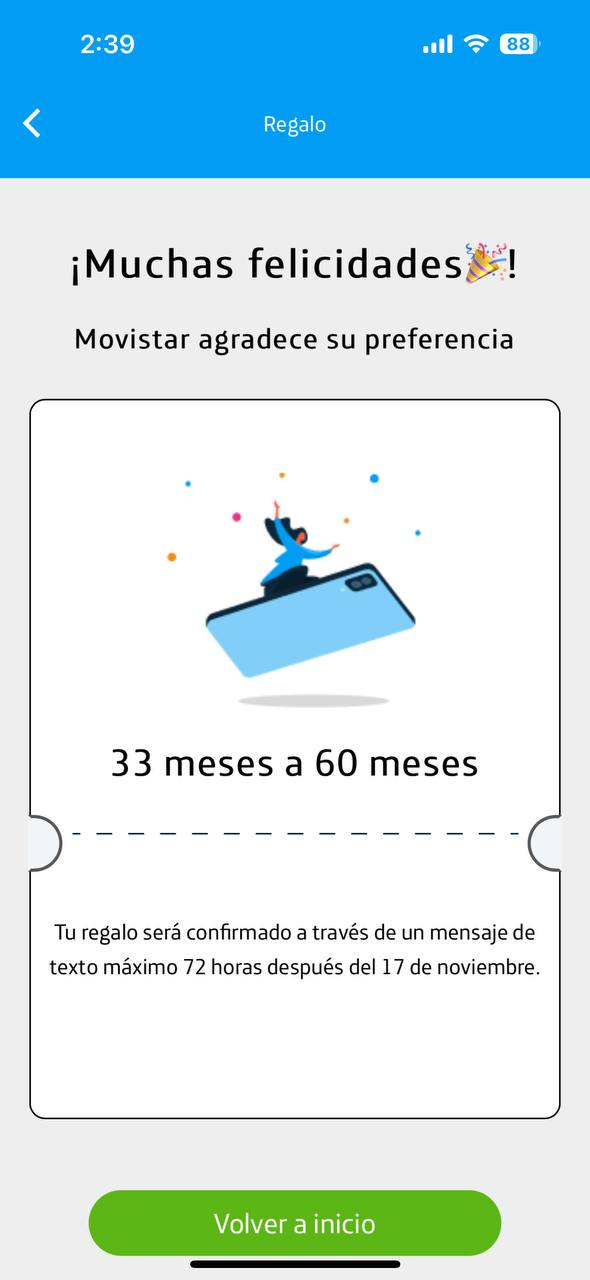 2:39
88
Regalo
¡Muchas felicidades🎉!
Movistar agradece su preferencia
33 meses a 60 meses
Tu regalo será confirmado a través de un mensaje de
texto máximo 72 horas después del 17 de noviembre.
Volver a inicio